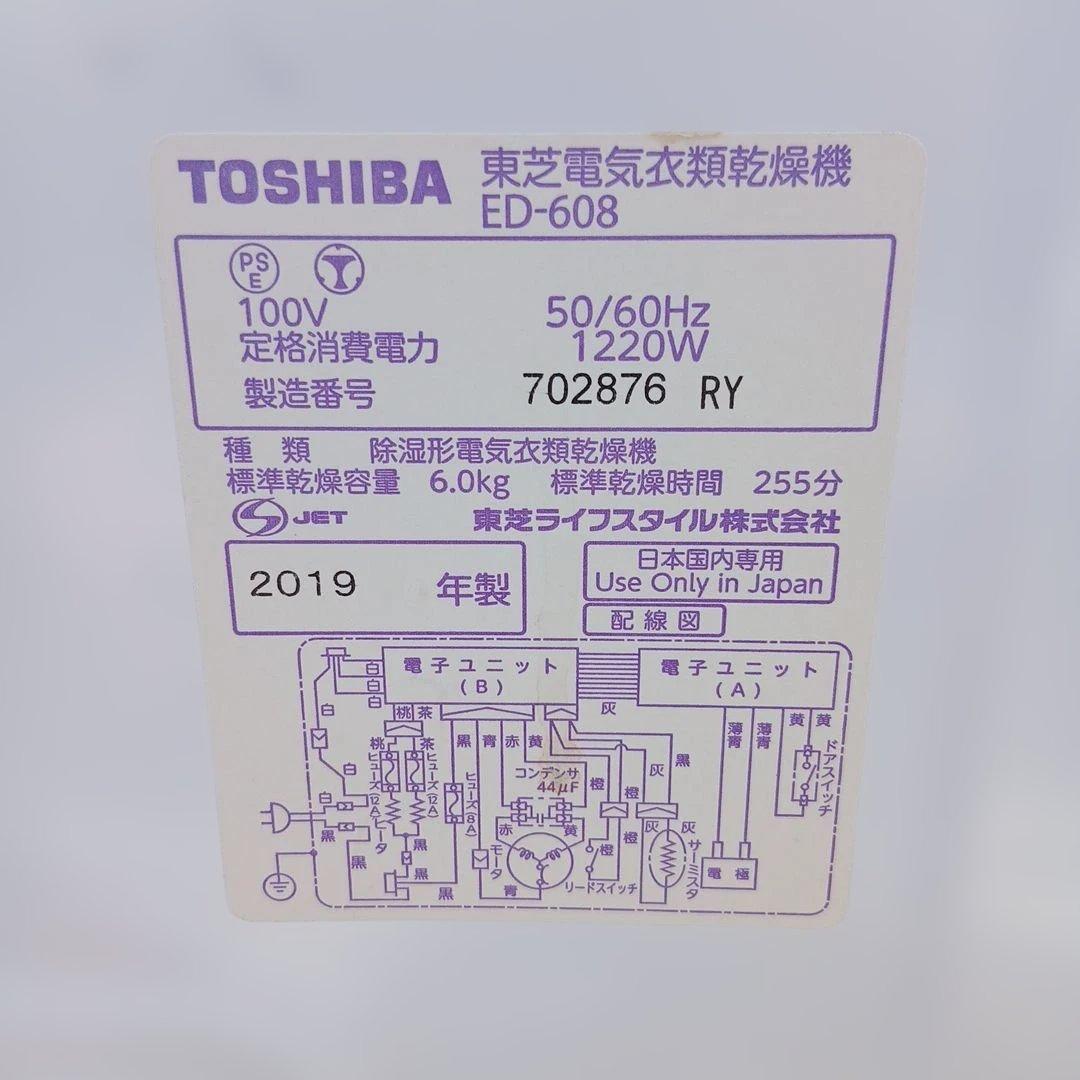 TOSHIBA 東芝電気衣類乾燥機
ED-608
PS
E
100V 50/60Hz
定格消費電力 1220W
製造番号 702876 RY
種 類 除湿形電気衣類乾燥機
標準乾燥容量 6.0kg 標準乾燥時間 255分
S JET 東芝ライフスタイル株式会社
2019 年製
日本国内専用
Use Only in Japan
配線図
電子ユニット
(B)
電子ユニット
(A)
白
白
白
白
白
桃 茶
桃
茶
ヒューズ(12A)
ヒューズ(12A)
ヒータ
黒 青 赤 黄
ヒューズ(8A)
灰
コンデンサ
44μF
赤
黄
橙
橙
灰
黒
薄青
薄青
黄 黄
ドアスイッチ
黒
黒
黒
黒
モータ
青
橙
橙
リードスイッチ
灰
灰
サーミスタ
電極